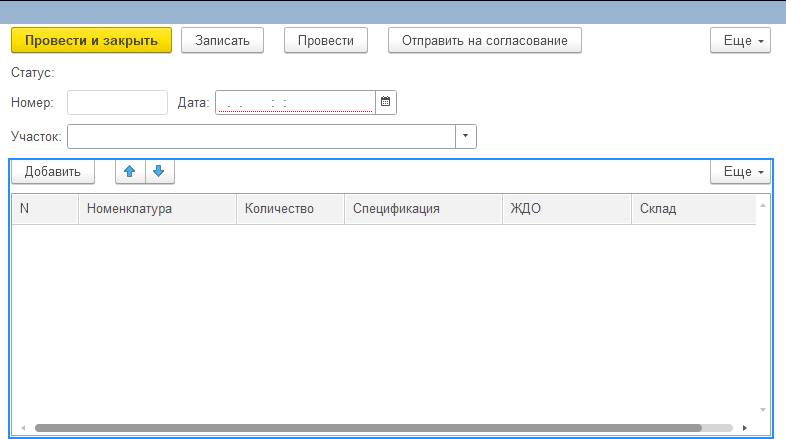 Провести и закрыть Записать Провести Отправить на согласование Еще
Статус:
Номер: Дата: . . : :
Участок:
Добавить Еще
N Номенклатура Количество Спецификация ЖДО Склад